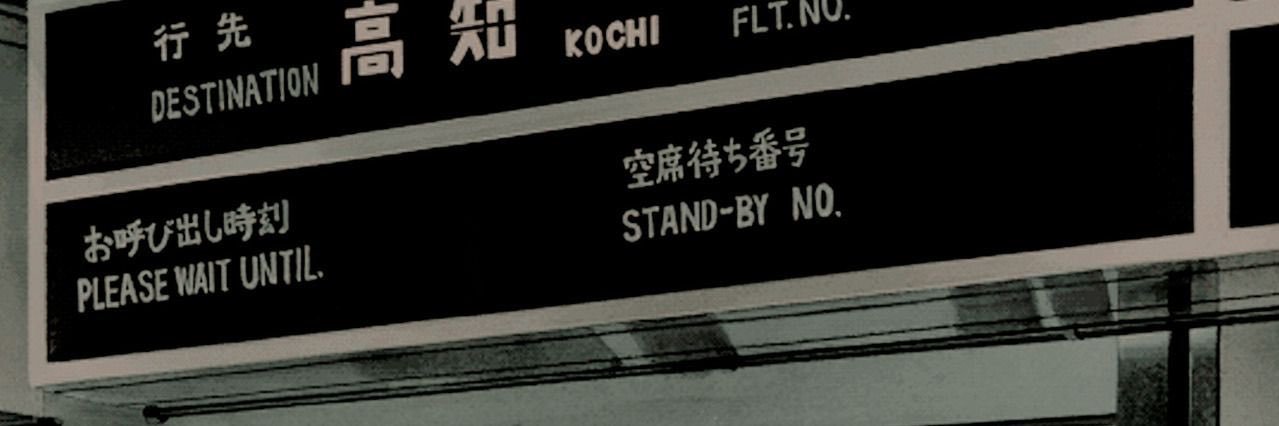 行先 高知 KOCHI FLT.NO.
DESTINATION
空席待ち番号
STAND-BY NO.
お呼び出し時刻
PLEASE WAIT UNTIL.